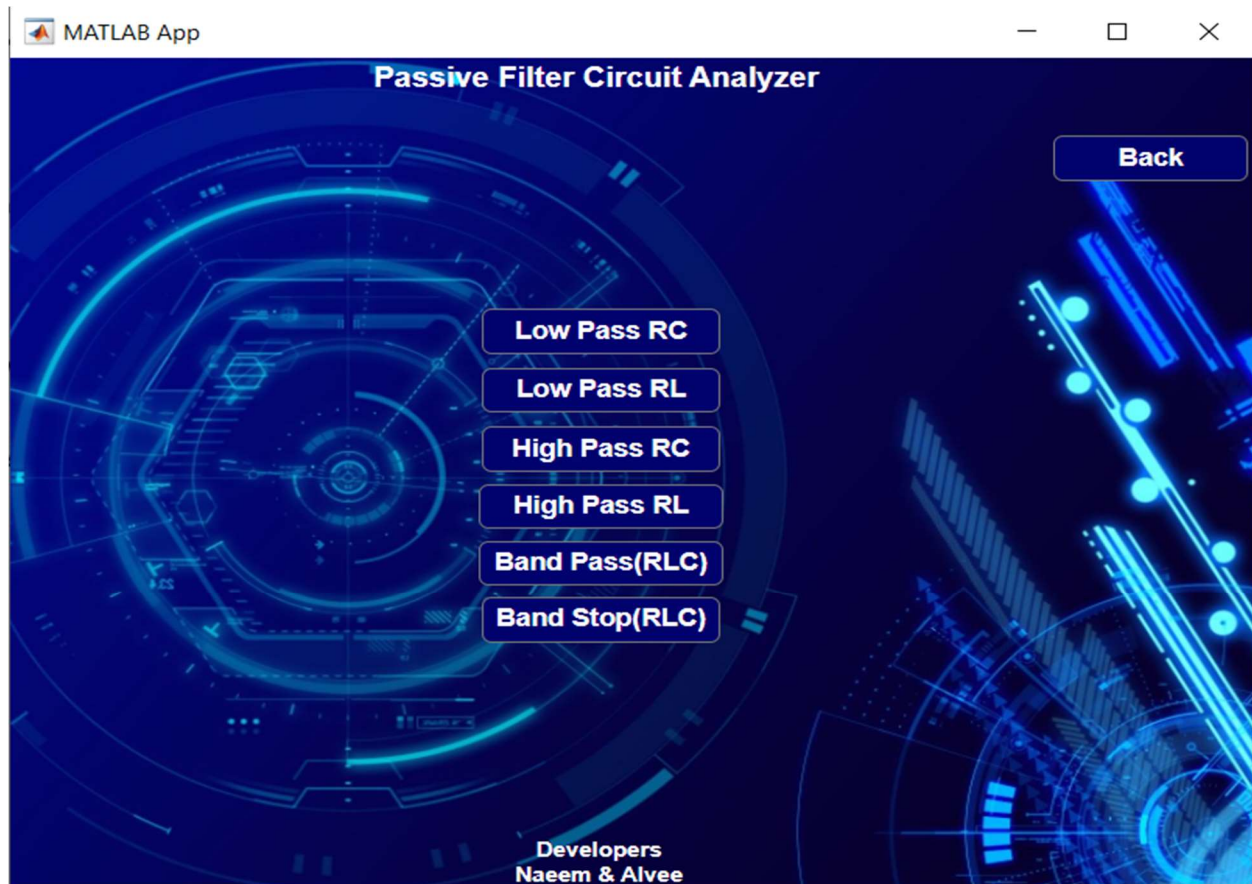 MATLAB App
Passive Filter Circuit Analyzer
Back
Low Pass RC
Low Pass RL
High Pass RC
High Pass RL
Band Pass(RLC)
Band Stop(RLC)
Developers
Naeem & Alvee